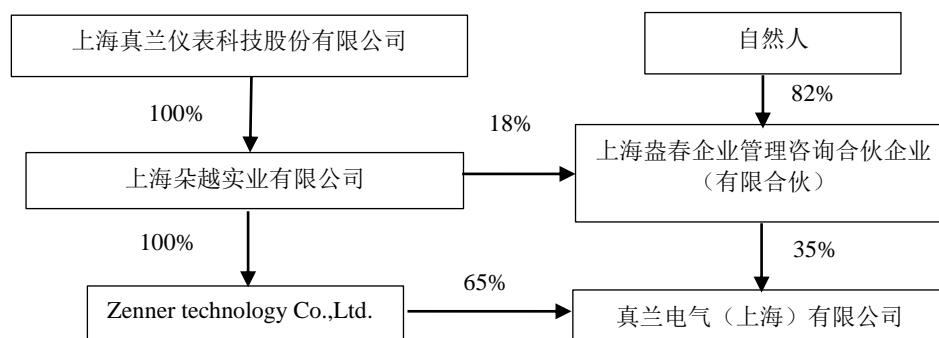 上海真兰仪表科技股份有限公司
自然人
100%
82%
18%
上海朵越实业有限公司
上海盎春企业管理咨询合伙企业
（有限合伙）
100%
35%
65%
Zenner technology Co.,Ltd.
真兰电气（上海）有限公司